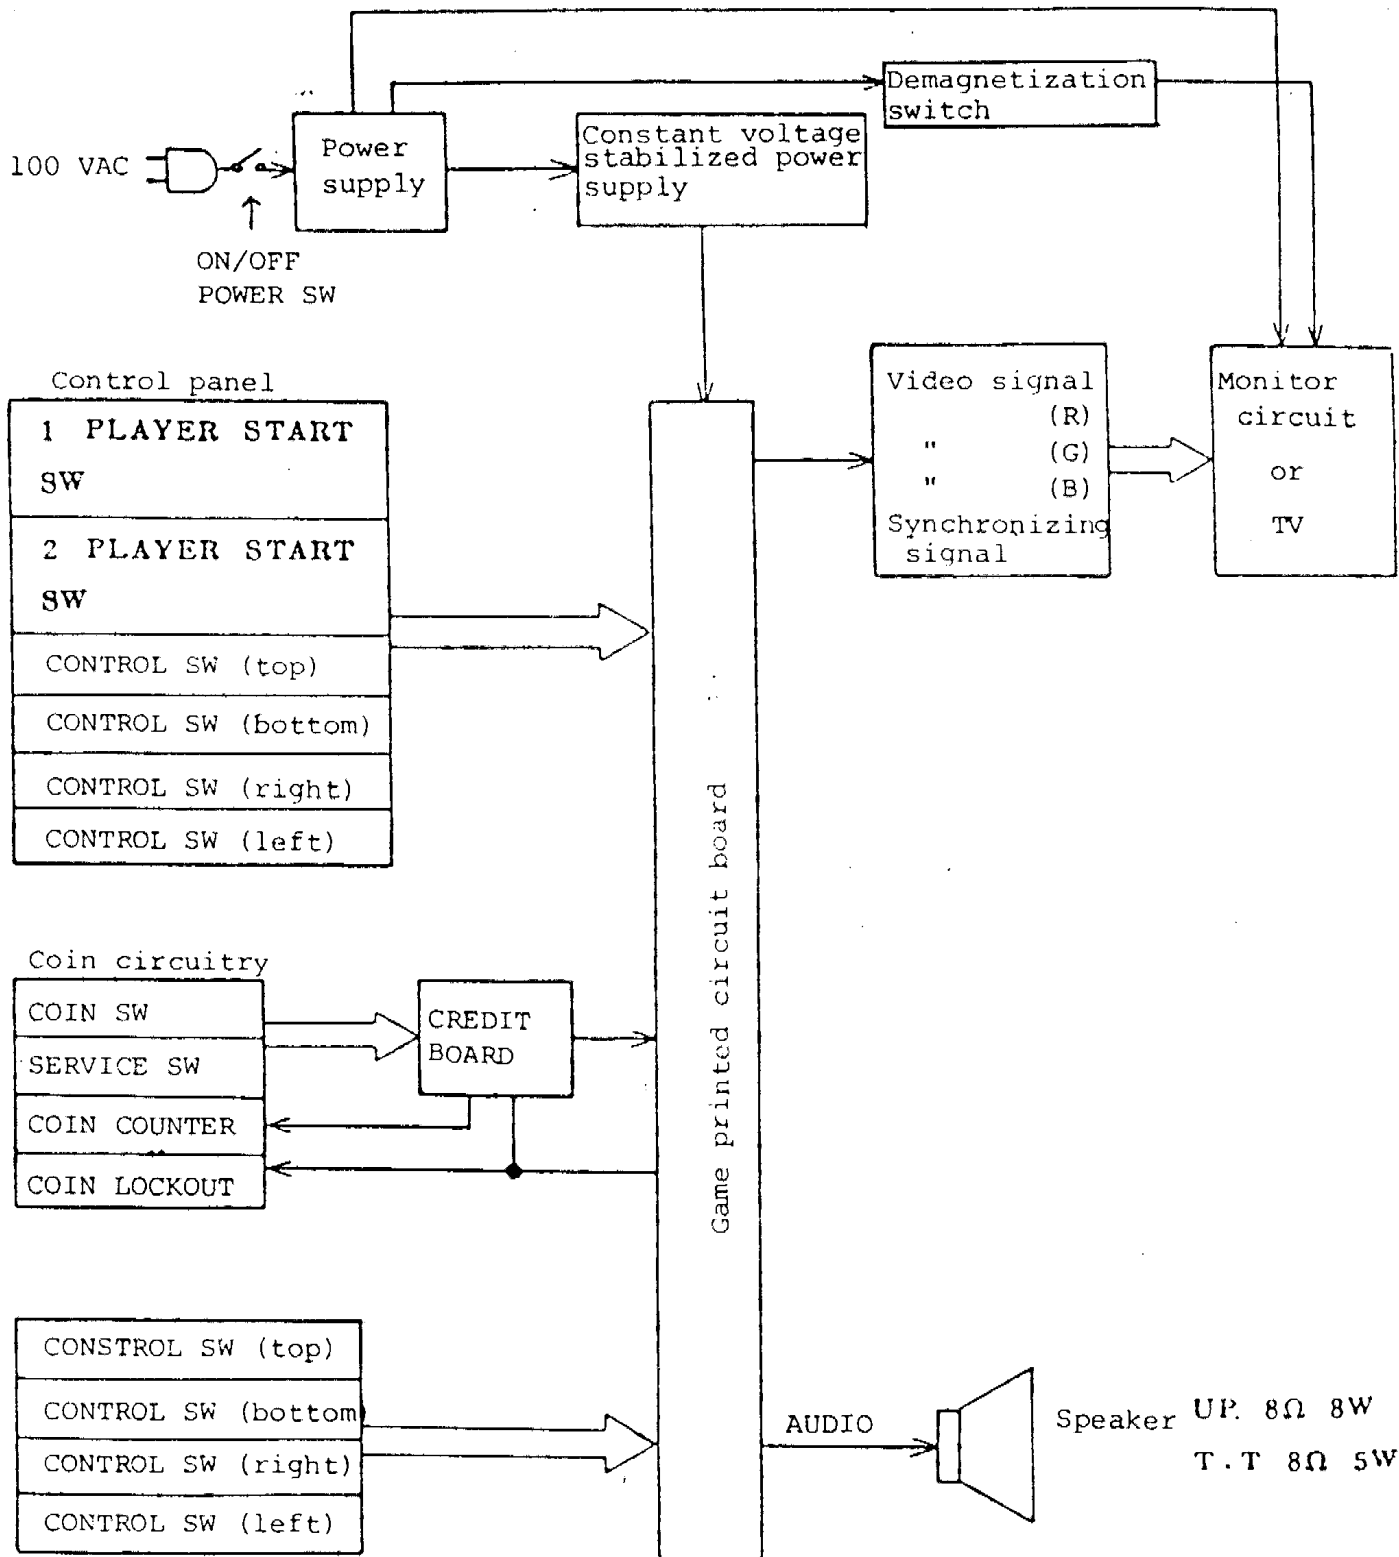 Demagnetization
switch
Constant voltage
stabilized power
supply
Power
supply
100 VAC
ON/OFF
POWER SW
Control panel
1 PLAYER START
SW
2 PLAYER START
SW
CONTROL SW (top)
CONTROL SW (bottom)
CONTROL SW (right)
CONTROL SW (left)
Video signal
(R)
" (G)
" (B)
Synchronizing
signal
Monitor
circuit
or
TV
Game printed circuit board
Coin circuitry
COIN SW
SERVICE SW
COIN COUNTER
COIN LOCKOUT
CREDIT
BOARD
CONSTROL SW (top)
CONTROL SW (bottom
CONTROL SW (right)
CONTROL SW (left)
AUDIO
Speaker UP. 8Ω 8W
T.T 8Ω 5W